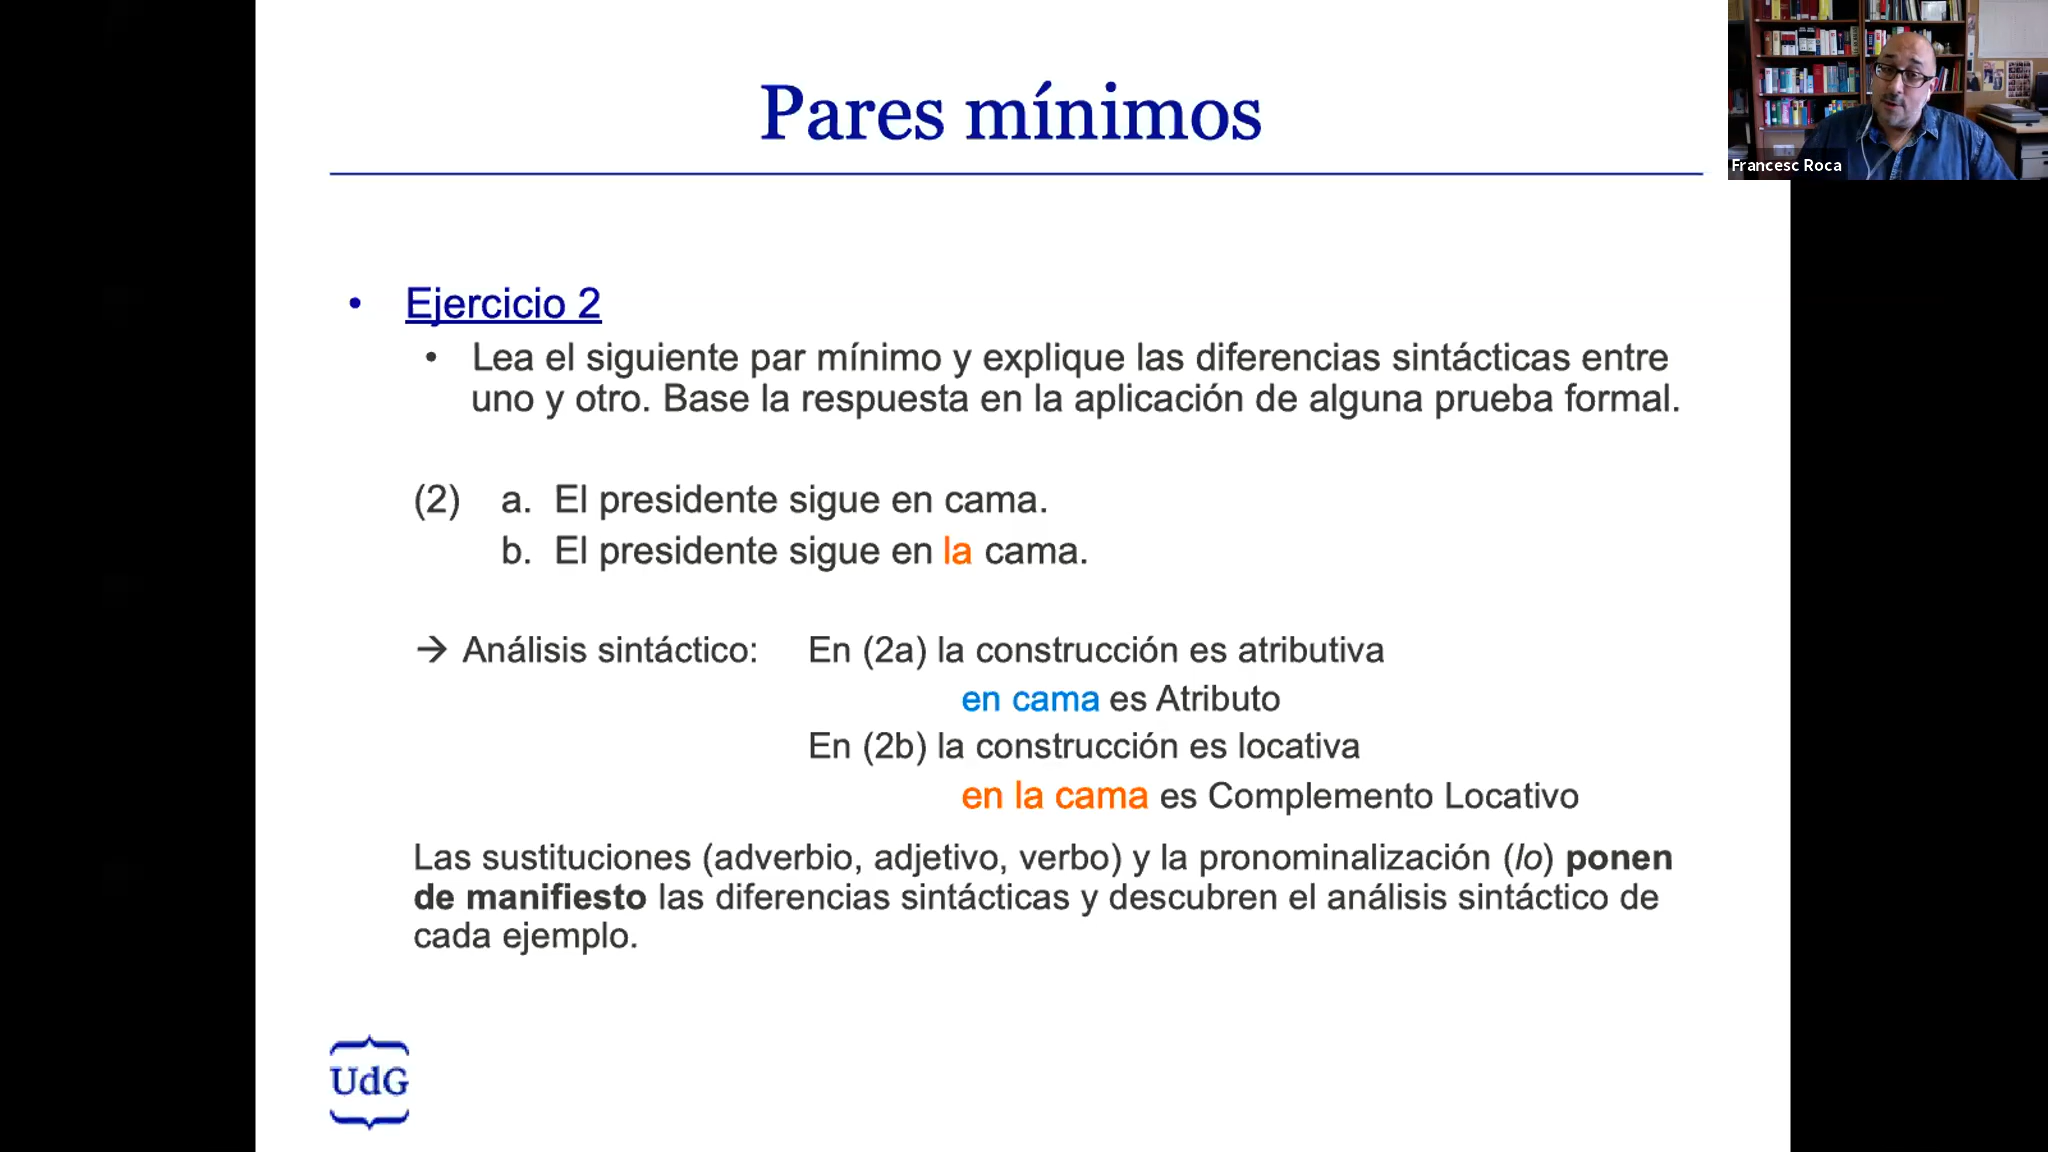 Pares mínimos
Francesc Roca
• Ejercicio 2
• Lea el siguiente par mínimo y explique las diferencias sintácticas entre
uno y otro. Base la respuesta en la aplicación de alguna prueba formal.
(2) a. El presidente sigue en cama.
b. El presidente sigue en la cama.
→ Análisis sintáctico: En (2a) la construcción es atributiva
en cama es Atributo
En (2b) la construcción es locativa
en la cama es Complemento Locativo
Las sustituciones (adverbio, adjetivo, verbo) y la pronominalización (lo) ponen
de manifiesto las diferencias sintácticas y descubren el análisis sintáctico de
cada ejemplo.
UdG